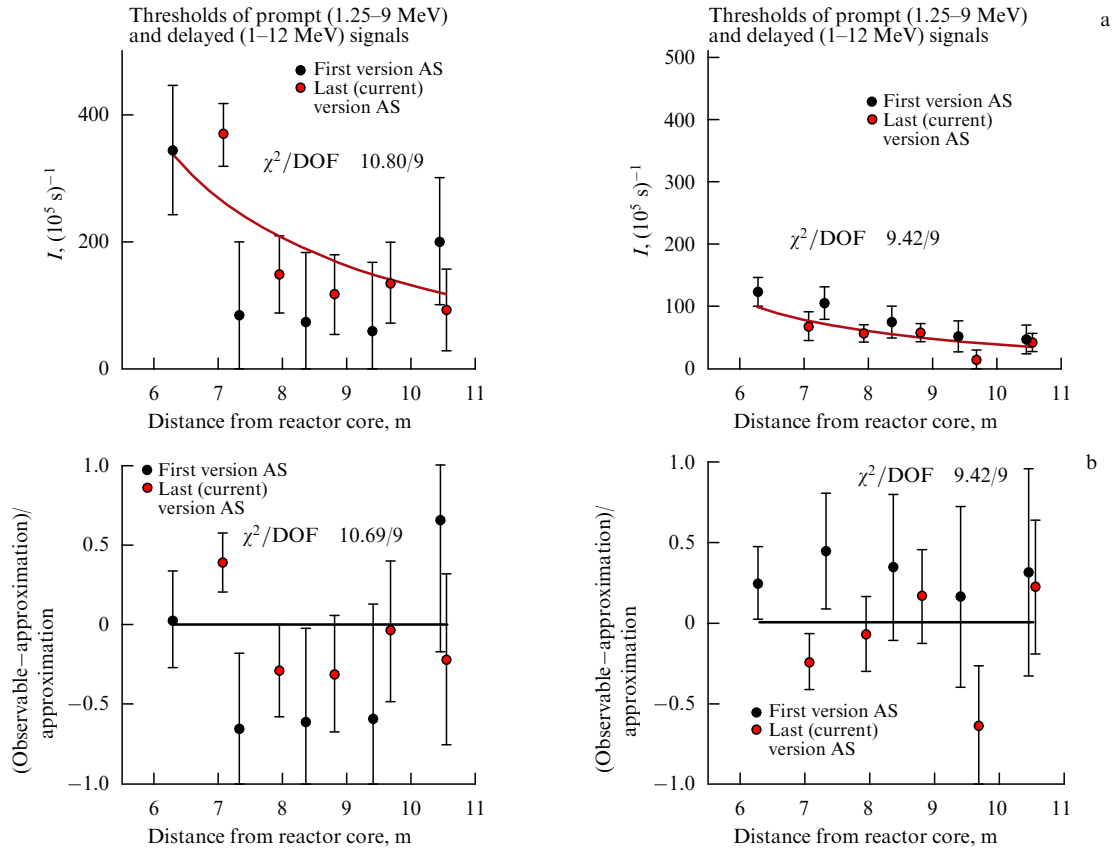 Thresholds of prompt (1.25–9 MeV)
and delayed (1–12 MeV) signals
First version AS
Last (current)
version AS
χ²/DOF 10.80/9
I, (10⁵ s)⁻¹
400
200
0
6 7 8 9 10 11
Distance from reactor core, m
Thresholds of prompt (1.25–9 MeV)
and delayed (1–12 MeV) signals
a
First version AS
Last (current)
version AS
χ²/DOF 9.42/9
I, (10⁵ s)⁻¹
500
400
300
200
100
0
6 7 8 9 10 11
Distance from reactor core, m
First version AS
Last (current)
version AS
χ²/DOF 10.69/9
(Observable−approximation)/
approximation
1.0
0.5
0
−0.5
−1.0
6 7 8 9 10 11
Distance from reactor core, m
b
χ²/DOF 9.42/9
First version AS
Last (current)
version AS
(Observable−approximation)/
approximation
1.0
0.5
0
−0.5
−1.0
6 7 8 9 10 11
Distance from reactor core, m